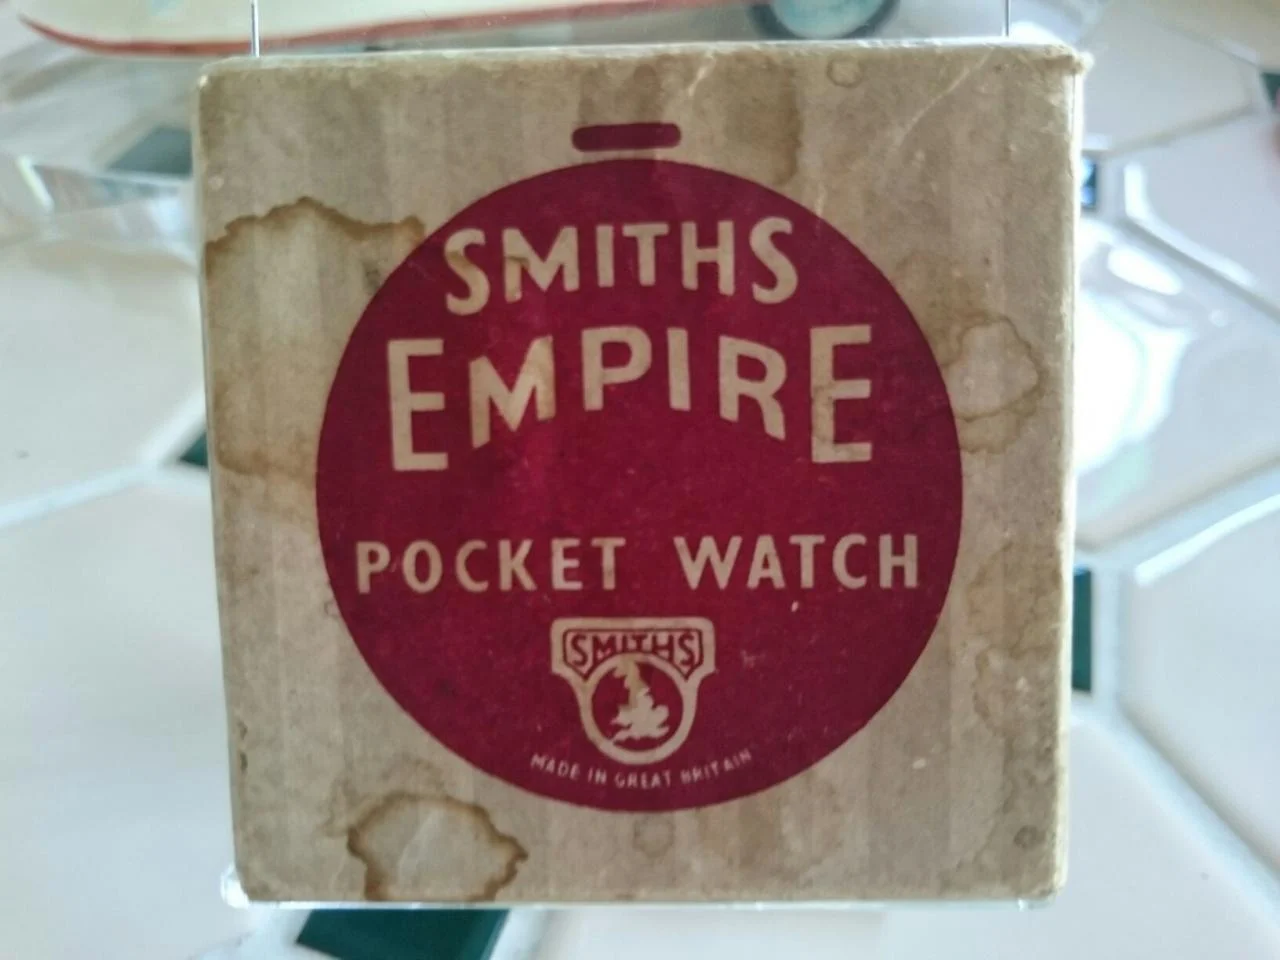 SMITHS
EMPIRE
POCKET WATCH
SMITHS
MADE IN GREAT BRITAIN